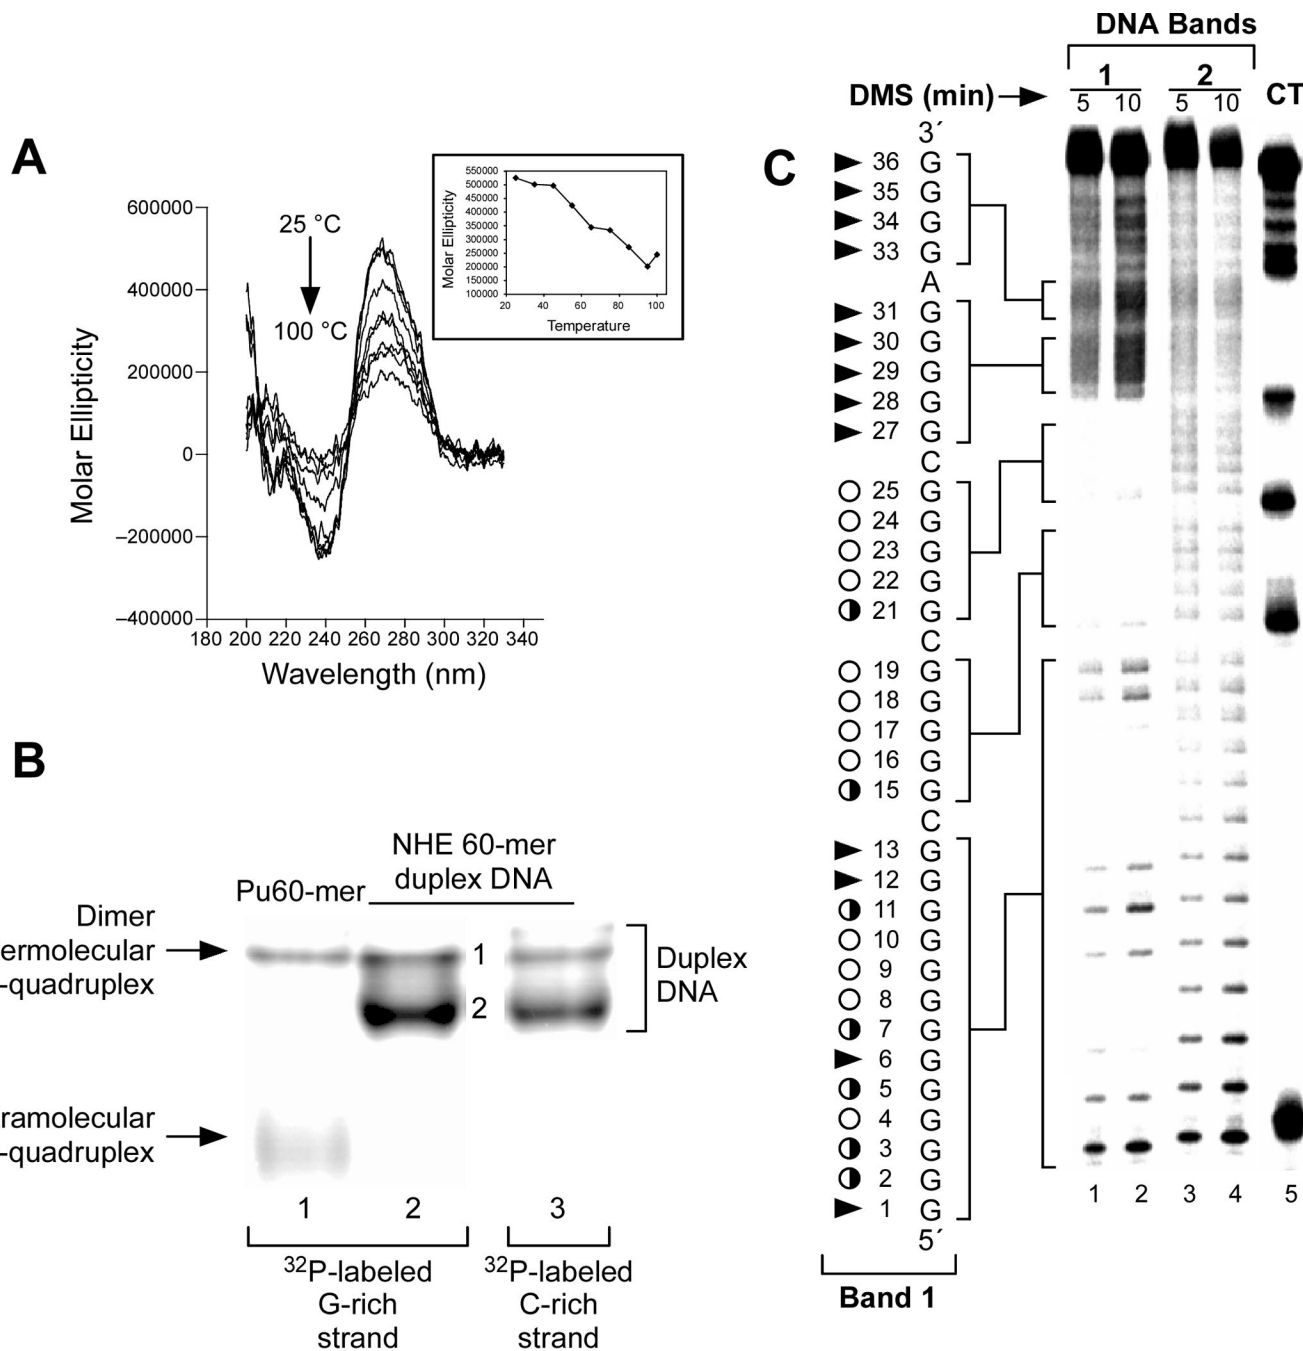 A
600000
400000
200000
0
–200000
–400000
180 200 220 240 260 280 300 320 340
Wavelength (nm)
Molar Ellipticity
25 °C
100 °C
550000
500000
450000
400000
350000
300000
250000
200000
150000
100000
20 40 60 80 100
Temperature
Molar Ellipticity
B
NHE 60-mer
duplex DNA
Pu60-mer
Dimer
ermolecular
-quadruplex
1
2
Duplex
DNA
ramolecular
-quadruplex
1 2 3
32P-labeled
G-rich
strand
32P-labeled
C-rich
strand
C
DNA Bands
1 2
DMS (min) 5 10 5 10 CT
3´
36 G
35 G
34 G
33 G
A
31 G
30 G
29 G
28 G
27 G
C
25 G
24 G
23 G
22 G
21 G
C
19 G
18 G
17 G
16 G
15 G
C
13 G
12 G
11 G
10 G
9 G
8 G
7 G
6 G
5 G
4 G
3 G
2 G
1 G
5´
Band 1
1 2 3 4 5